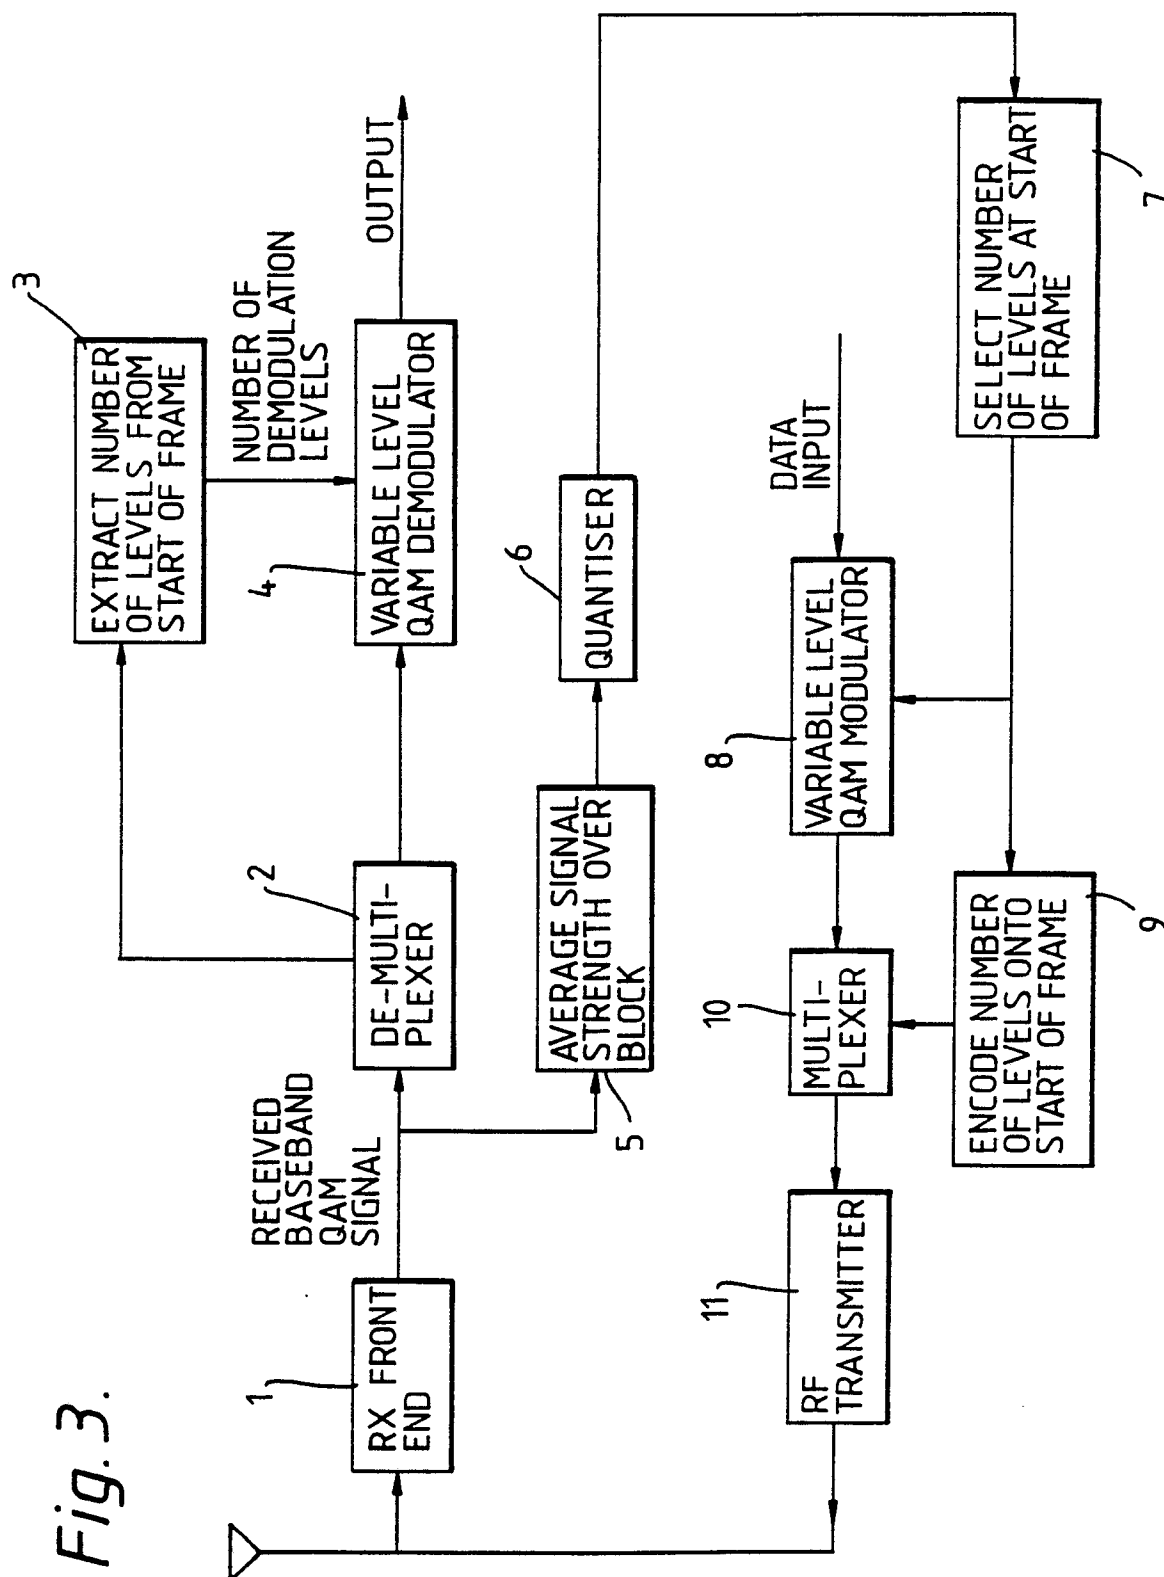 Fig. 3.
1
RX FRONT
END
RECEIVED
BASEBAND
QAM
SIGNAL
2
DE-MULTI-
PLEXER
3
EXTRACT NUMBER
OF LEVELS FROM
START OF FRAME
NUMBER OF
DEMODULATION
LEVELS
4
VARIABLE LEVEL
QAM DEMODULATOR
OUTPUT
5
AVERAGE SIGNAL
STRENGTH OVER
BLOCK
6
QUANTISER
7
SELECT NUMBER
OF LEVELS AT START
OF FRAME
DATA
INPUT
8
VARIABLE LEVEL
QAM MODULATOR
9
ENCODE NUMBER
OF LEVELS ONTO
START OF FRAME
10
MULTI-
PLEXER
11
RF
TRANSMITTER